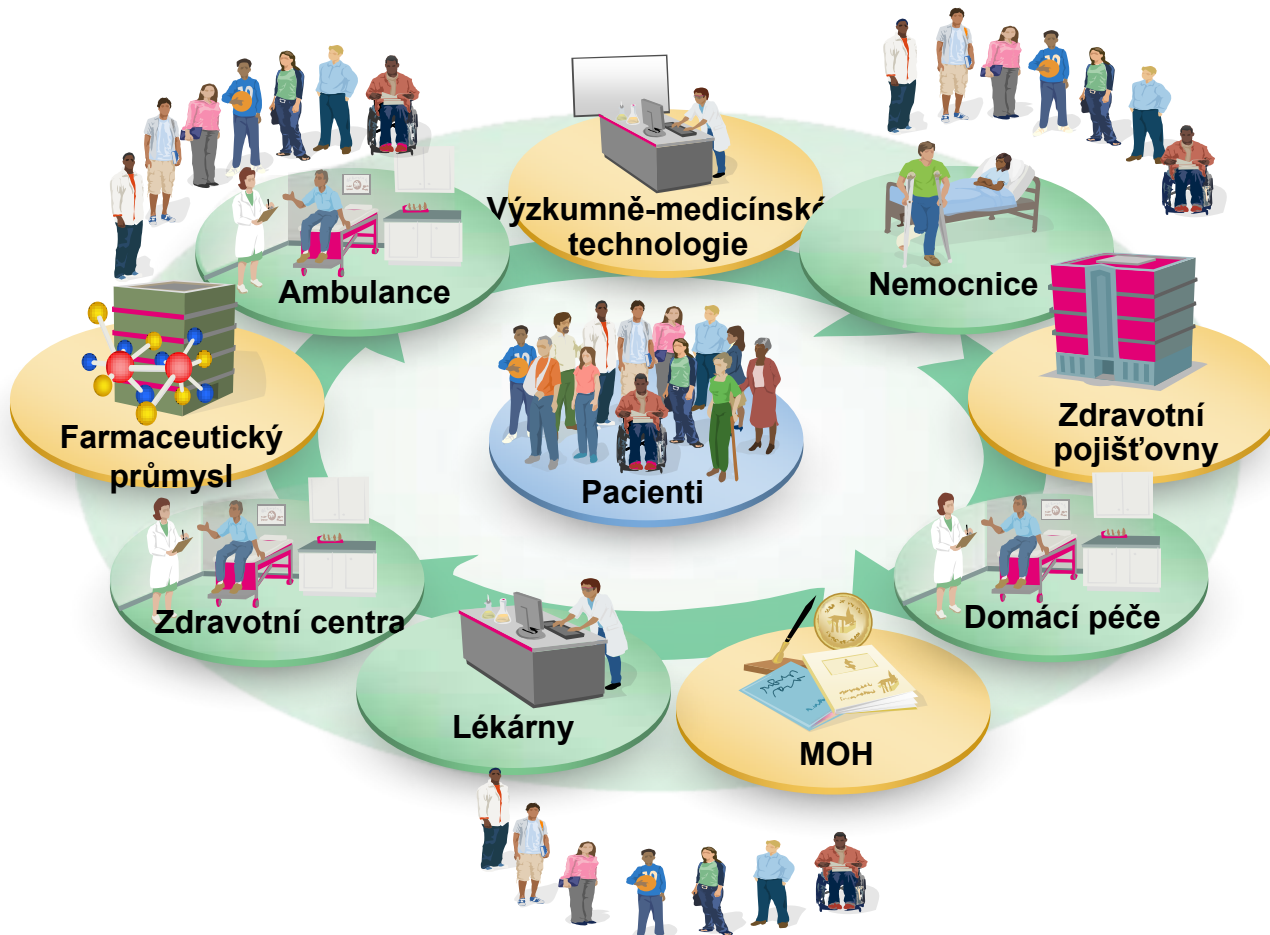 Výzkumně-medicínské
technologie
Ambulance
Nemocnice
Farmaceutický
průmysl
Zdravotní
pojišťovny
Pacienti
Zdravotní centra
Domácí péče
Lékárny
MOH